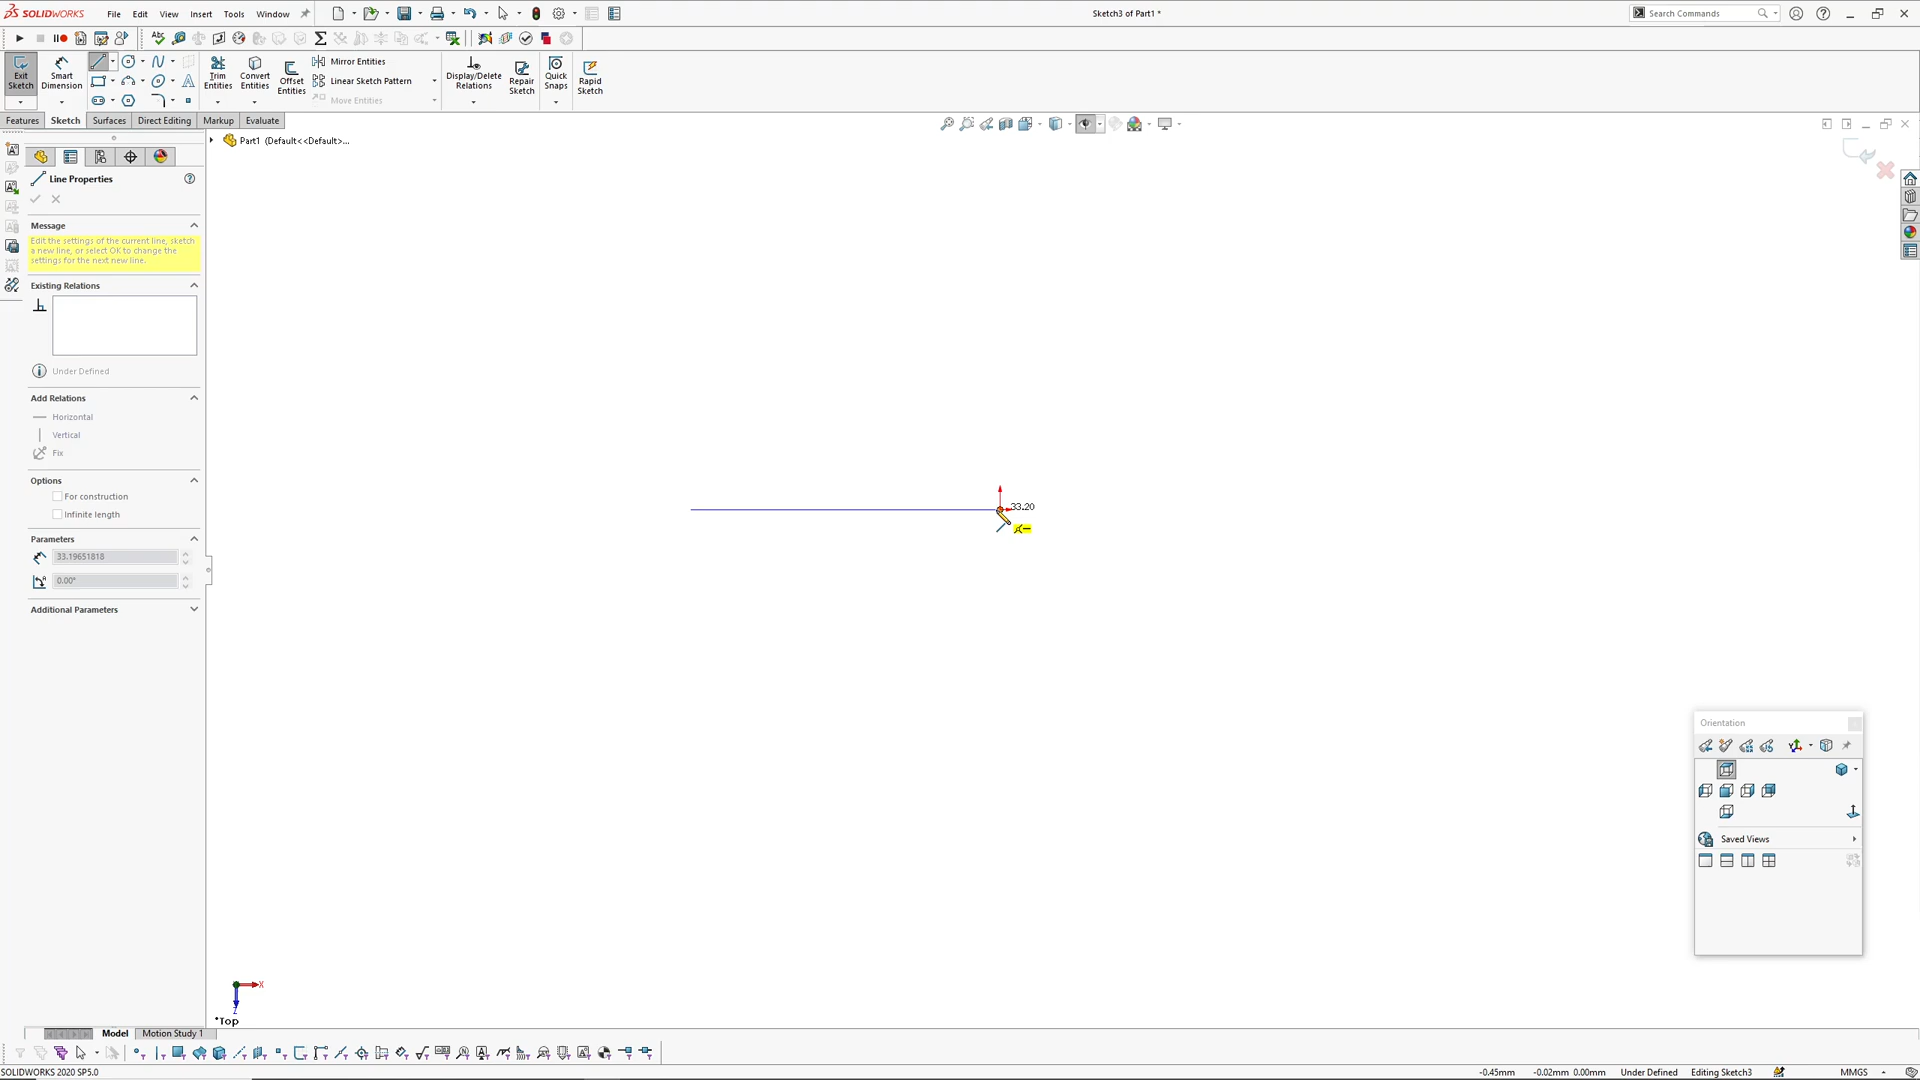 SOLIDWORKS File Edit View Insert Tools Window Sketch3 of Part1 * Search Commands
Exit Sketch
Smart Dimension
Trim Entities
Convert Entities
Offset Entities
Mirror Entities
Linear Sketch Pattern
Move Entities
Display/Delete Relations
Repair Sketch
Quick Snaps
Rapid Sketch
Features Sketch Surfaces Direct Editing Markup Evaluate
Part1 (Default<<Default>...
Line Properties
Message
Edit the settings of the current line, sketch
a new line, or select OK to change the
settings for the next new line.
Existing Relations
Under Defined
Add Relations
Horizontal
Vertical
Fix
Options
For construction
Infinite length
Parameters
33.19651818
0.00°
Additional Parameters
33.20
Orientation
Saved Views
X
Z
*Top
Model Motion Study 1
SOLIDWORKS 2020 SP5.0 -0.45mm -0.02mm 0.00mm Under Defined Editing Sketch3 MMGS